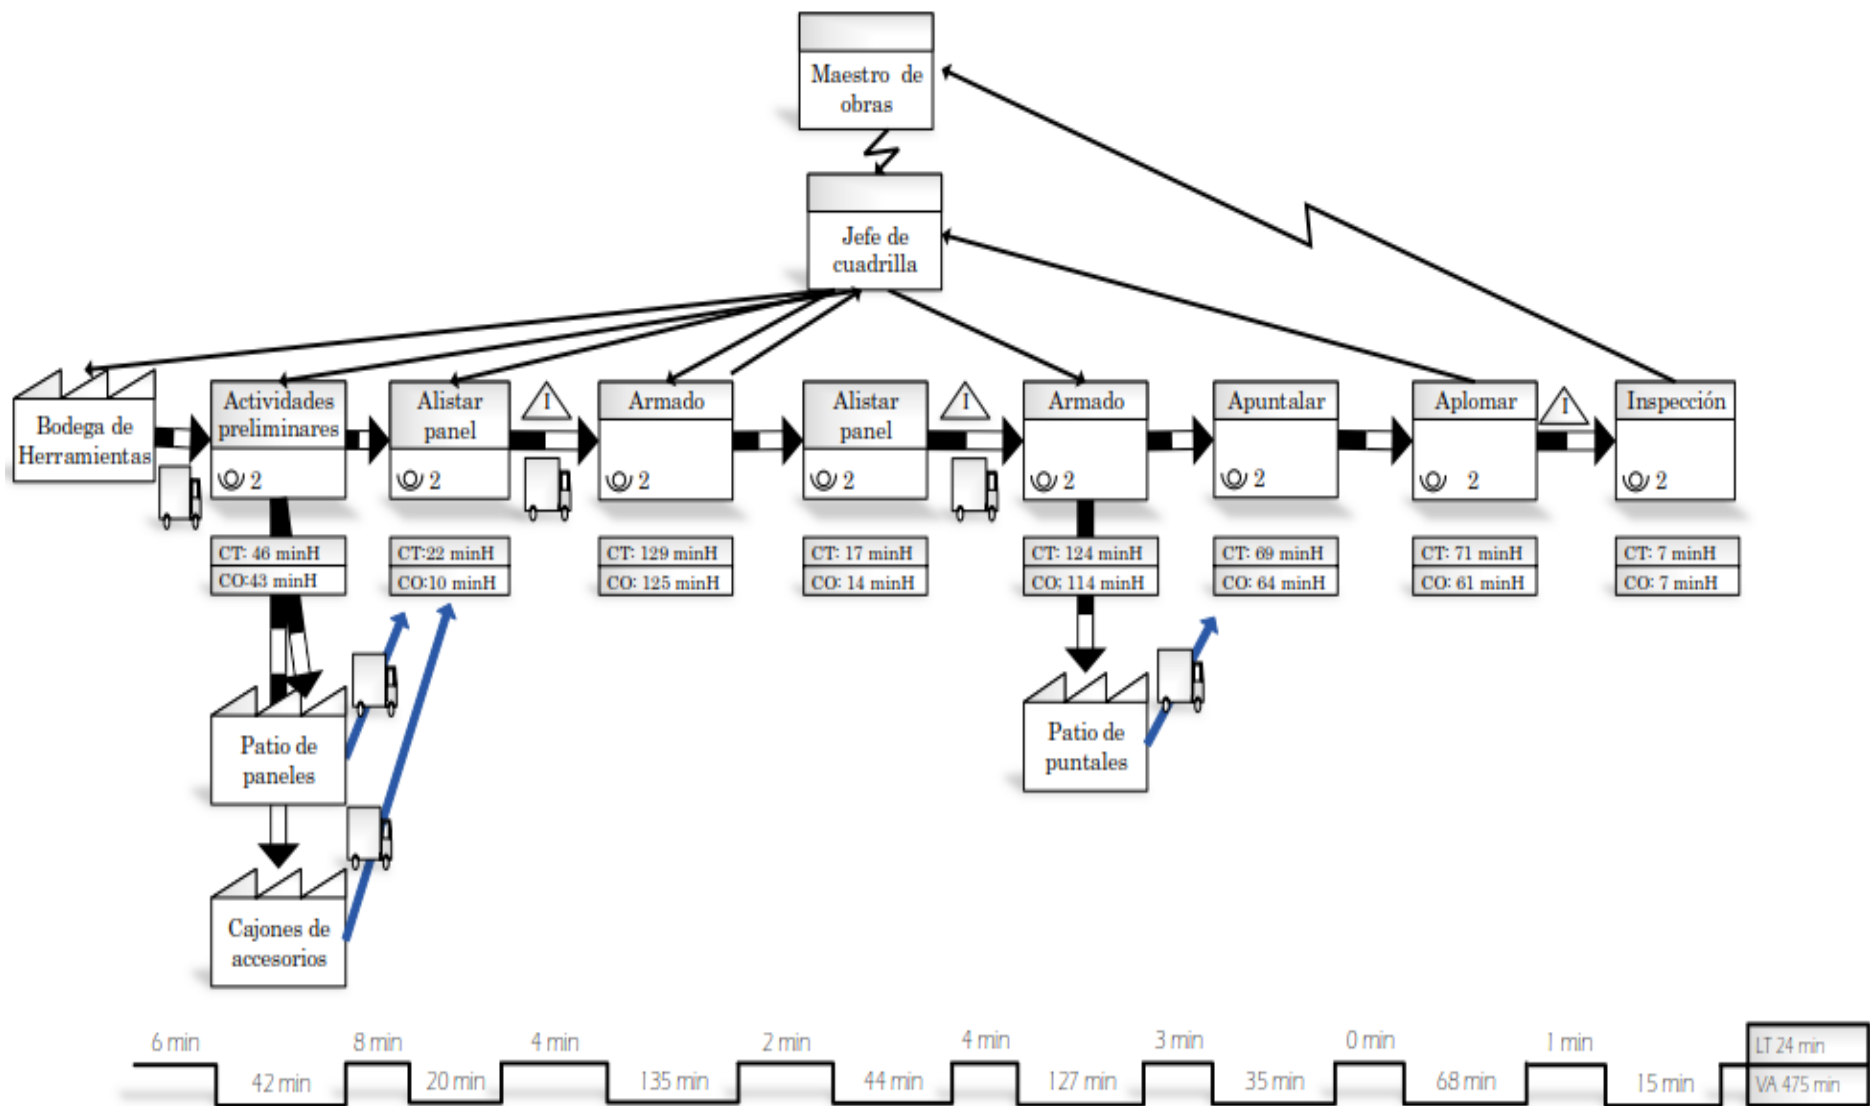 Maestro de
obras
Jefe de
cuadrilla
Bodega de
Herramientas
Actividades
preliminares
2
Alistar
panel
2
I
Armado
2
Alistar
panel
2
I
Armado
2
Apuntalar
2
Aplomar
2
I
Inspección
2
CT: 46 minH
CO:43 minH
CT:22 minH
CO:10 minH
CT: 129 minH
CO: 125 minH
CT: 17 minH
CO: 14 minH
CT: 124 minH
CO; 114 minH
CT: 69 minH
CO: 64 minH
CT: 71 minH
CO: 61 minH
CT: 7 minH
CO: 7 minH
Patio de
paneles
Patio de
puntales
Cajones de
accesorios
6 min
8 min
4 min
2 min
4 min
3 min
0 min
1 min
LT 24 min
42 min
20 min
135 min
44 min
127 min
35 min
68 min
15 min
VA 475 min